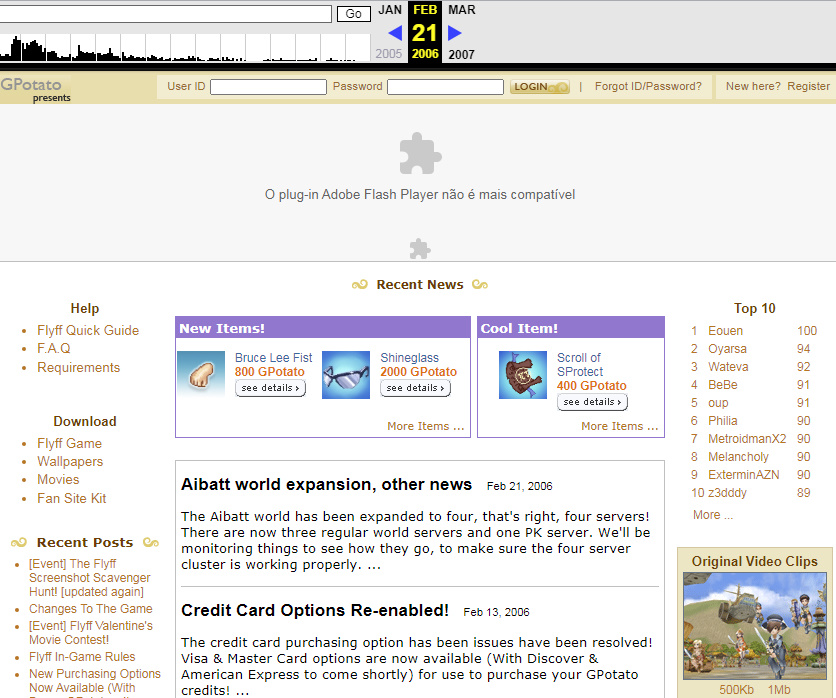 Go
JAN FEB MAR
21
2005 2006 2007
GPotato
presents
User ID Password LOGIN | Forgot ID/Password? New here? Register
O plug-in Adobe Flash Player não é mais compatível
Recent News
Help
Flyff Quick Guide
F.A.Q
Requirements
Download
Flyff Game
Wallpapers
Movies
Fan Site Kit
Recent Posts
[Event] The Flyff
Screenshot Scavenger
Hunt! [updated again]
Changes To The Game
[Event] Flyff Valentine's
Movie Contest!
Flyff In-Game Rules
New Purchasing Options
Now Available (With
New Items!
Bruce Lee Fist
800 GPotato
see details ›
Shineglass
2000 GPotato
see details ›
More Items ...
Cool Item!
Scroll of
SProtect
400 GPotato
see details ›
More Items ...
Aibatt world expansion, other news Feb 21, 2006
The Aibatt world has been expanded to four, that's right, four servers!
There are now three regular world servers and one PK server. We'll be
monitoring things to see how they go, to make sure the four server
cluster is working properly. ...
Credit Card Options Re-enabled! Feb 13, 2006
The credit card purchasing option has been issues have been resolved!
Visa & Master Card options are now available (With Discover &
American Express to come shortly) for use to purchase your GPotato
credits! ...
Top 10
1 Eouen 100
2 Oyarsa 94
3 Wateva 92
4 BeBe 91
5 oup 91
6 Philia 90
7 MetroidmanX2 90
8 Melancholy 90
9 ExterminAZN 90
10 z3dddy 89
More ...
Original Video Clips
500Kb 1Mb